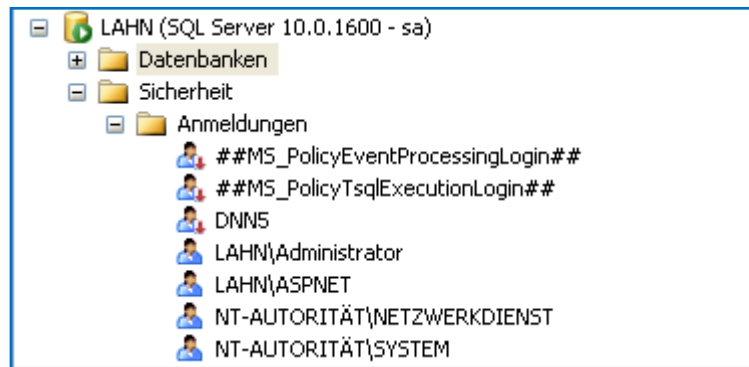 LAHN (SQL Server 10.0.1600 - sa)
Datenbanken
Sicherheit
Anmeldungen
##MS_PolicyEventProcessingLogin##
##MS_PolicyTsqlExecutionLogin##
DNN5
LAHN\Administrator
LAHN\ASPNET
NT-AUTORITÄT\NETZWERKDIENST
NT-AUTORITÄT\SYSTEM